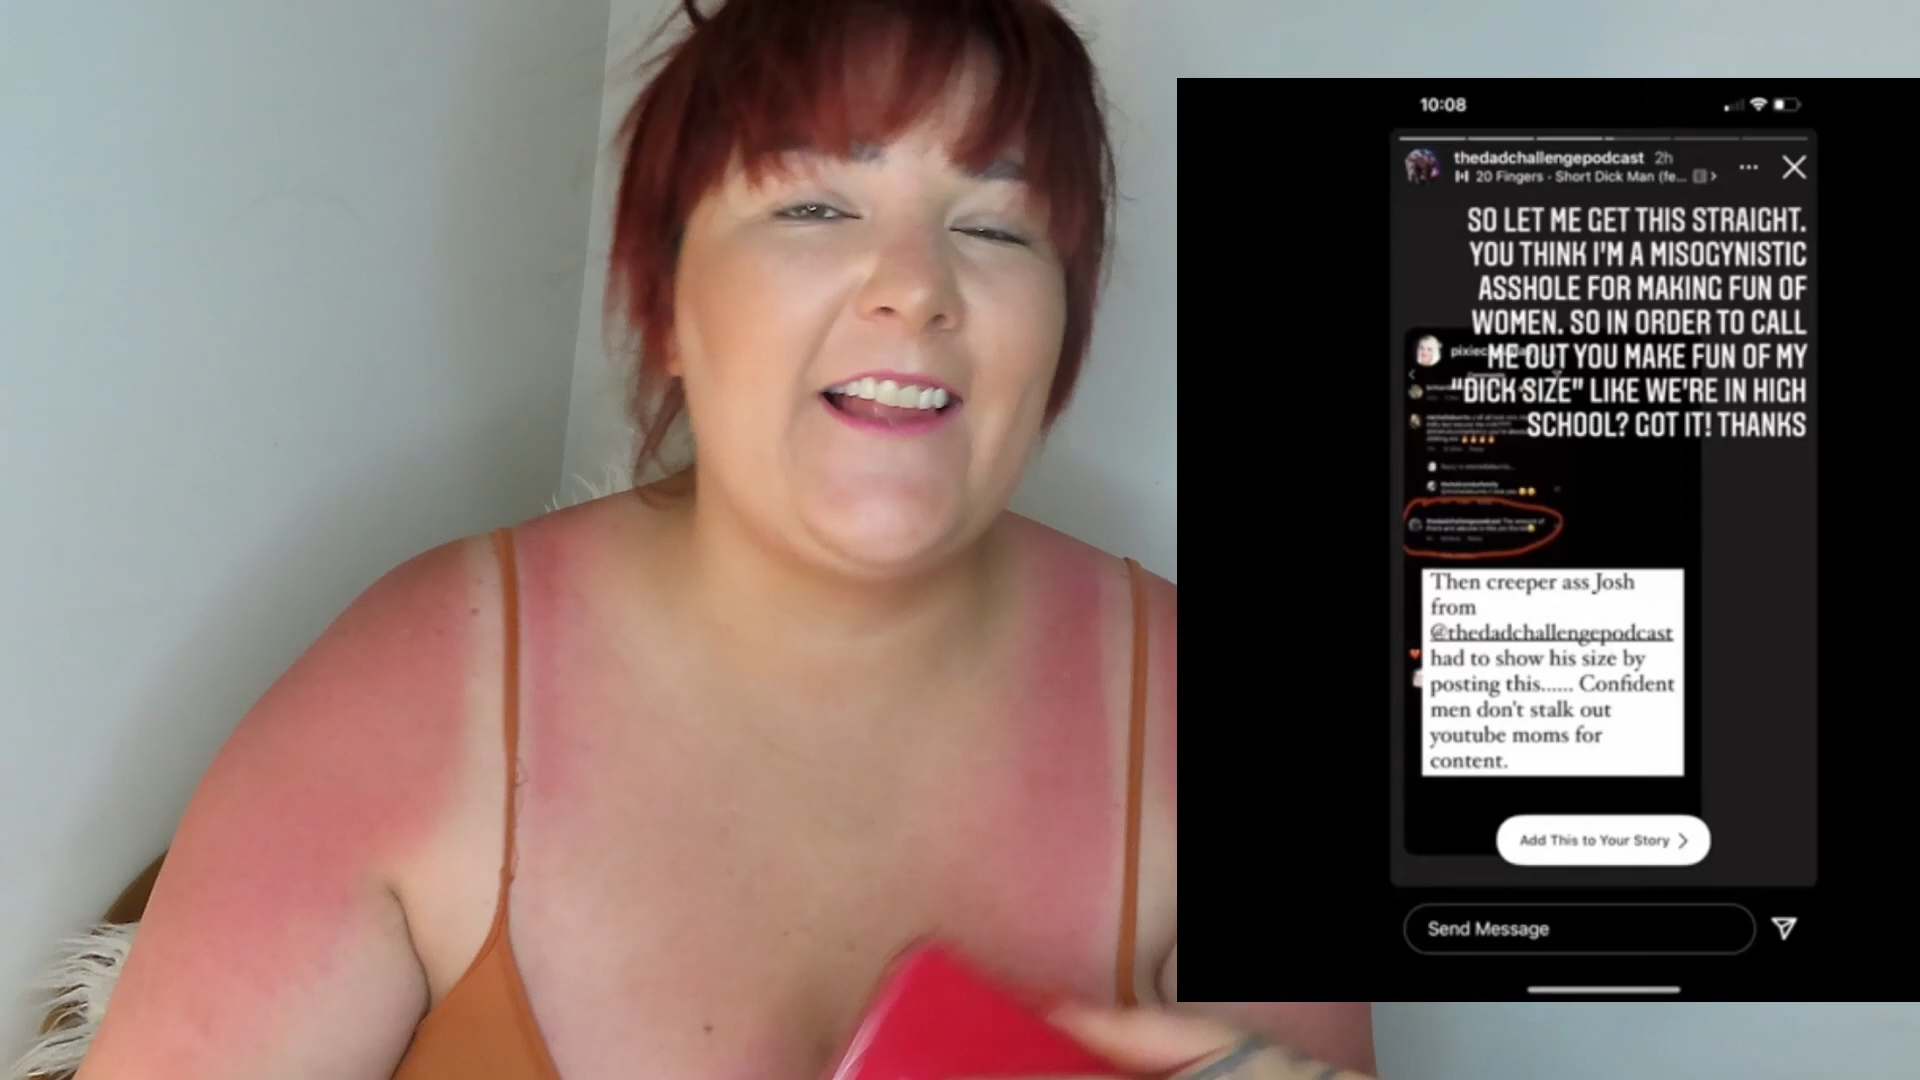 10:08
thedadchallengepodcast 2h
20 Fingers - Short Dick Man (fe...
SO LET ME GET THIS STRAIGHT.
YOU THINK I'M A MISOGYNISTIC
ASSHOLE FOR MAKING FUN OF
WOMEN. SO IN ORDER TO CALL
ME OUT YOU MAKE FUN OF MY
"DICK SIZE" LIKE WE'RE IN HIGH
SCHOOL? GOT IT! THANKS
Then creeper ass Josh
from
@thedadchallengepodcast
had to show his size by
posting this...... Confident
men don't stalk out
youtube moms for
content.
Add This to Your Story
Send Message